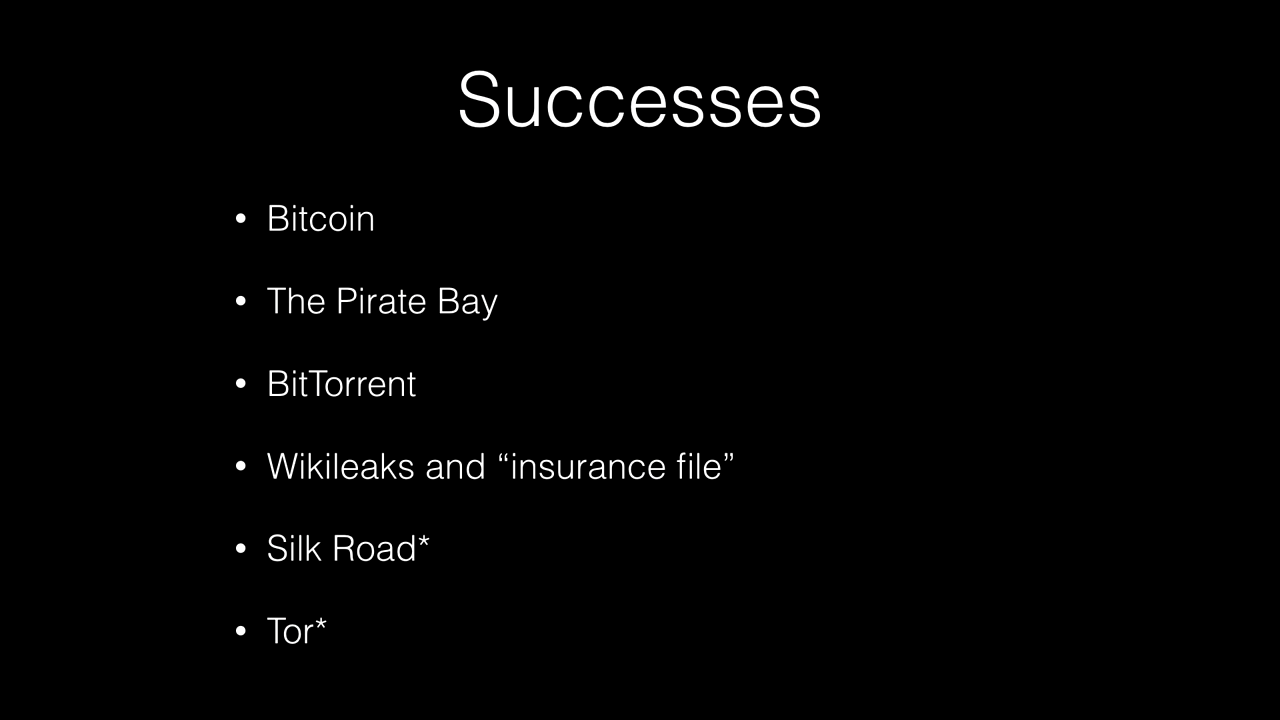 Successes
• Bitcoin
• The Pirate Bay
• BitTorrent
• Wikileaks and “insurance file”
• Silk Road*
• Tor*